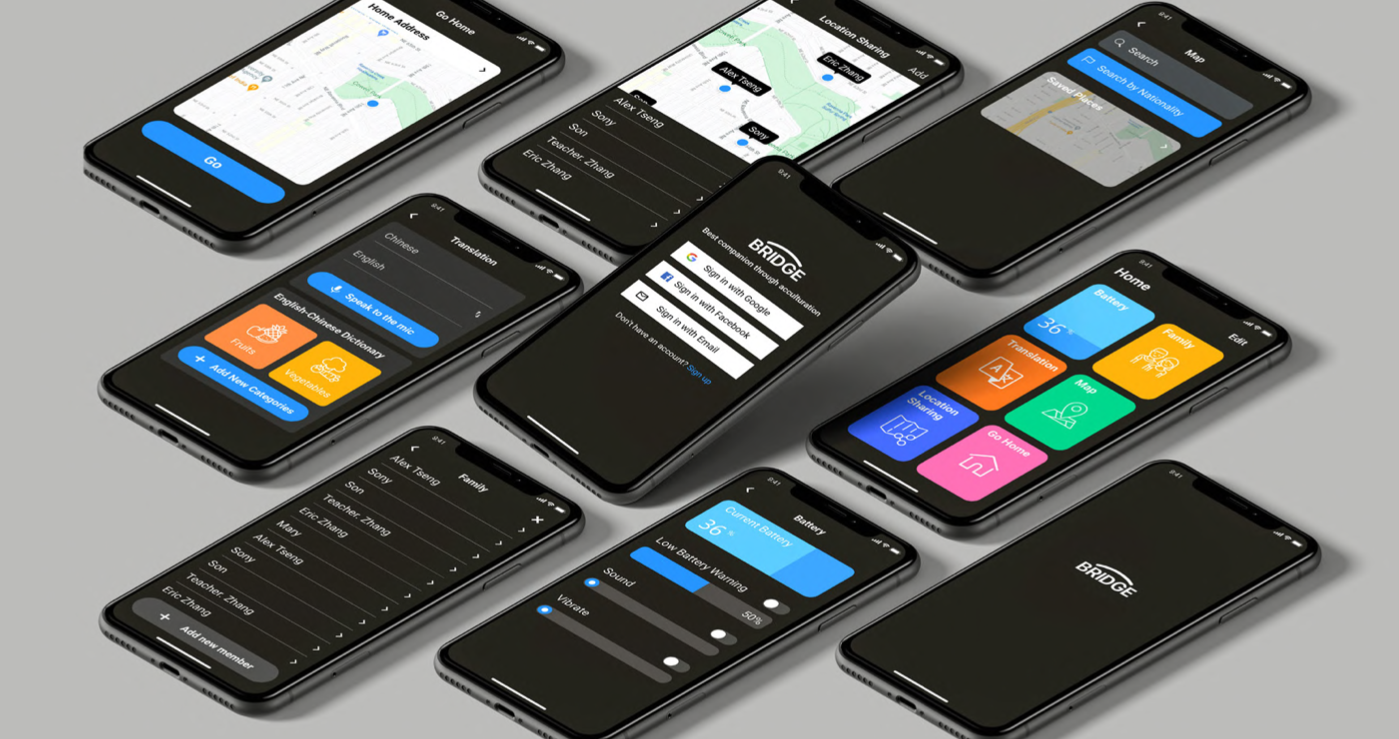 Go Home
Home Address
Go
Location Sharing
Add
Eric Zhang
Alex Tseng
Sony
Alex Tseng
Sony
Son
Teacher. Zhang
Eric Zhang
9:41
Map
Search
Search by Nationality
Saved Places
9:41
Translation
Chinese
English
Speak to the mic
English-Chinese Dictionary
Fruits
Vegetables
Add New Categories
9:41
BRIDGE
Best companion through acculturation
Sign in with Google
Sign in with Facebook
Sign in with Email
Don't have an account? Sign up
9:41
Home
Edit
Battery
36 %
Family
Translation
Map
Location
Sharing
Go Home
9:41
Family
Alex Tseng
Sony
Son
Teacher. Zhang
Eric Zhang
Mary
Alex Tseng
Sony
Son
Teacher. Zhang
Eric Zhang
Add new member
9:41
Battery
Current Battery
36 %
Low Battery Warning
50%
Sound
Vibrate
9:41
BRIDGE